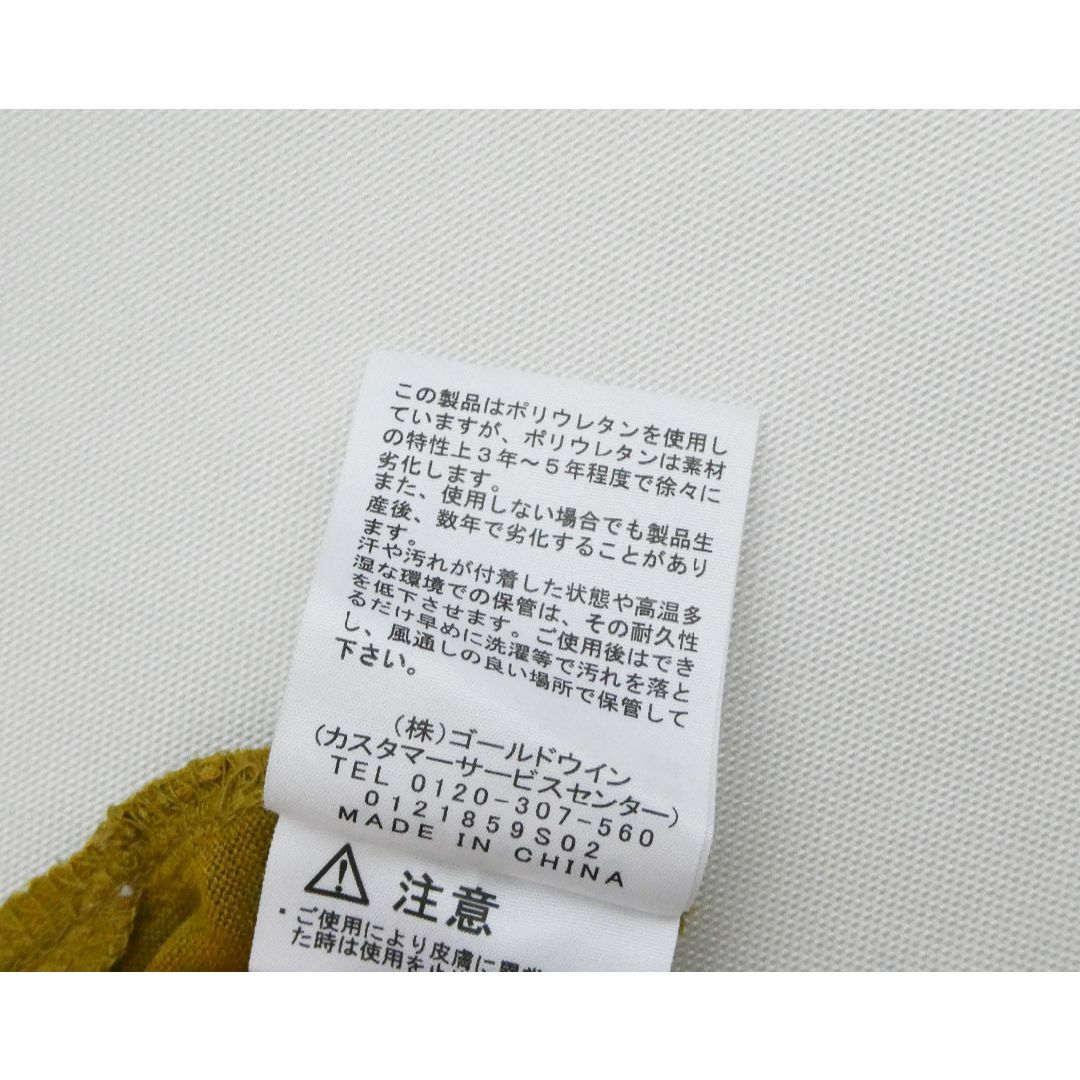 この製品はポリウレタンを使用し
ていますが、ポリウレタンは素材
の特性上3年～5年程度で徐々に
劣化します。
また、使用しない場合でも製品生
産後、数年で劣化することがあり
ます。
汗や汚れが付着した状態や高温多
湿な環境での保管は、その耐久性
を低下させます。ご使用後はでき
るだけ早めに洗濯等で汚れを落と
し、風通しの良い場所で保管して
下さい。
(株)ゴールドウイン
(カスタマーサービスセンター)
TEL 0120-307-560
0121859S02
MADE IN CHINA
注意
・ご使用により皮膚に異常
た時は使用を